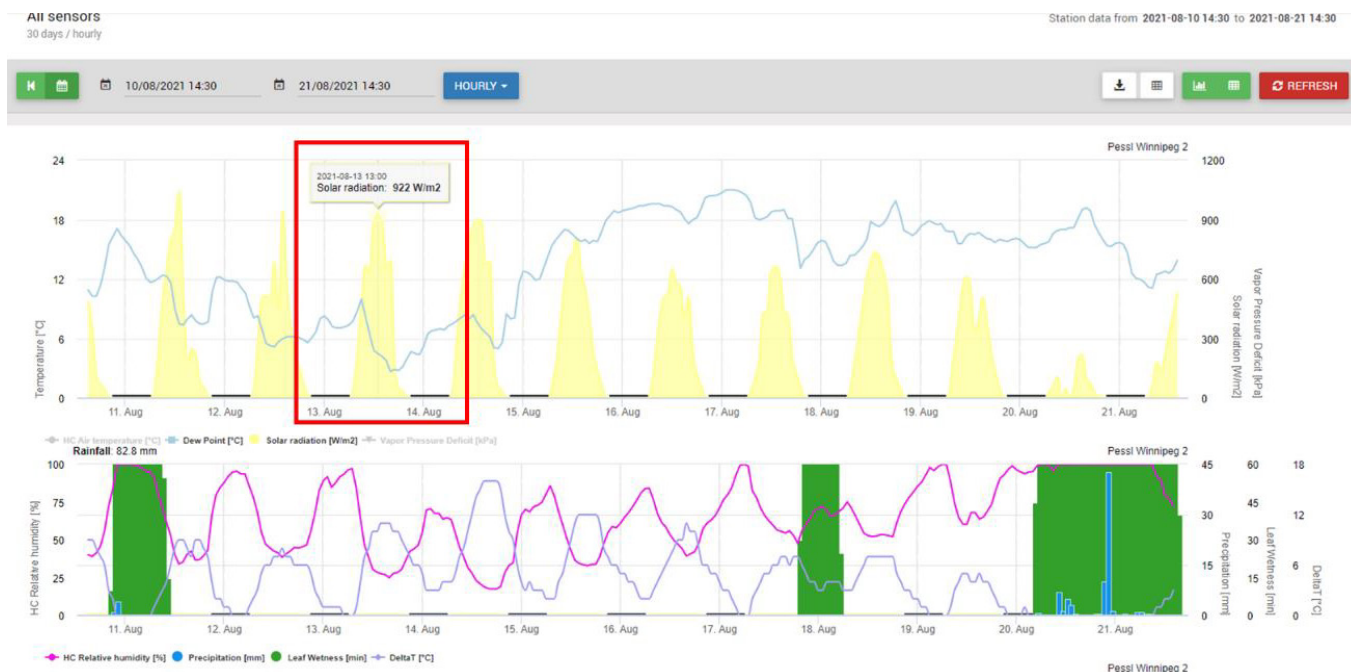 All sensors
Station data from 2021-08-10 14:30 to 2021-08-21 14:30
30 days / hourly
10/08/2021 14:30
21/08/2021 14:30
HOURLY
REFRESH
Pessl Winnipeg 2
24
18
12
6
0
Temperature [°C]
2021-08-13 13:00
Solar radiation: 922 W/m2
1200
900
600
300
0
Solar radiation [W/m2]
Vapor Pressure Deficit [kPa]
11. Aug
12. Aug
13. Aug
14. Aug
15. Aug
16. Aug
17. Aug
18. Aug
19. Aug
20. Aug
21. Aug
HC Air temperature [°C] Dew Point [°C] Solar radiation [W/m2] Vapor Pressure Deficit [kPa]
Rainfall: 82.8 mm
Pessl Winnipeg 2
100
75
50
25
0
HC Relative humidity [%]
45
30
15
0
Precipitation [mm]
60
45
30
15
0
Leaf Wetness [min]
18
12
6
0
DeltaT [°C]
11. Aug
12. Aug
13. Aug
14. Aug
15. Aug
16. Aug
17. Aug
18. Aug
19. Aug
20. Aug
21. Aug
HC Relative humidity [%] Precipitation [mm] Leaf Wetness [min] DeltaT [°C]
Pessl Winnipeg 2